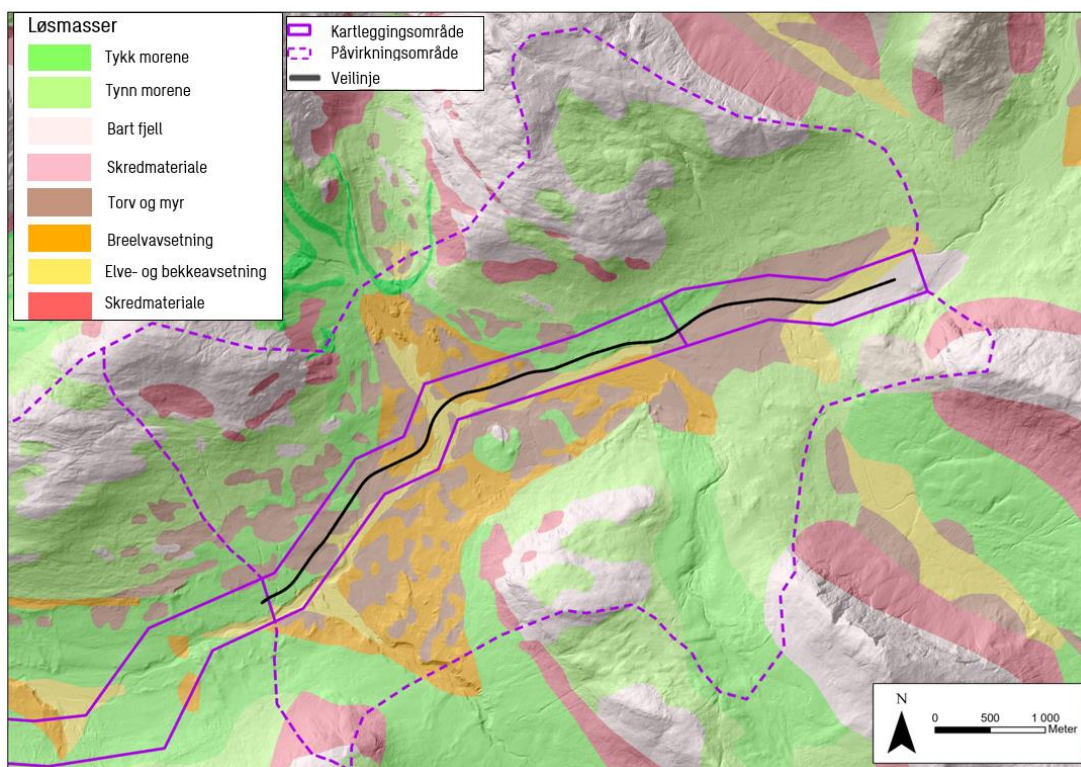 Løsmasser
Tykk morene
Tynn morene
Bart fjell
Skredmateriale
Torv og myr
Breelvavsetning
Elve- og bekkeavsetning
Skredmateriale
Kartleggingsområde
Påvirkningsområde
Veilinje
N
0 500 1 000
Meter